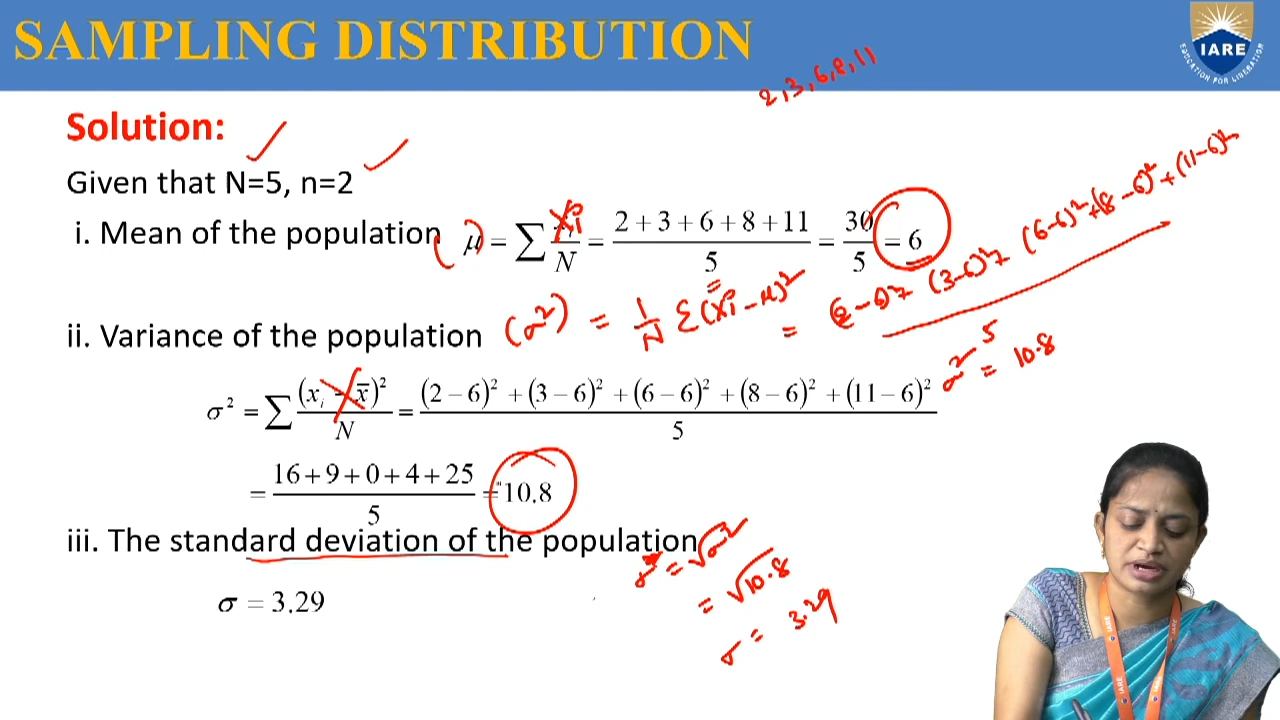 SAMPLING DISTRIBUTION
IARE
EDUCATION FOR LIBERATION
2,3,6,8,11
Solution:
Given that N=5, n=2
i. Mean of the population (μ) = ∑ xi/N = (2+3+6+8+11)/5 = 30/5 = 6
ii. Variance of the population (σ²) = 1/N Σ(xi-μ)² = (2-6)²+(3-6)²+(6-6)²+(8-6)²+(11-6)² / 5
σ² = 10.8
σ² = ∑ (xᵢ - x̄)²/N = ((2-6)²+(3-6)²+(6-6)²+(8-6)²+(11-6)²)/5
= (16+9+0+4+25)/5 = 10.8
iii. The standard deviation of the population
σ = √σ²
= √10.8
σ = 3.29
σ = 3.29